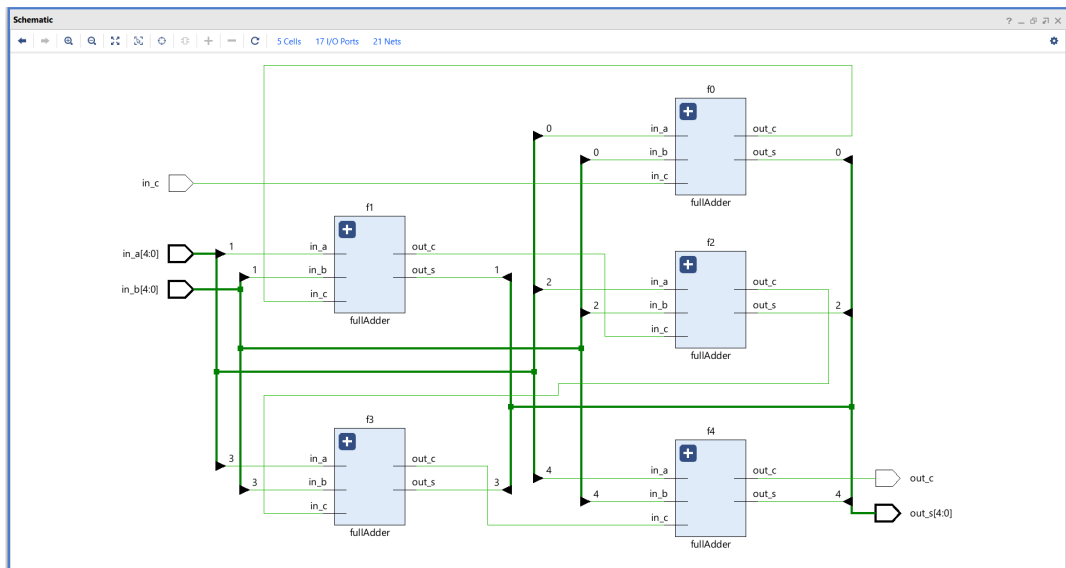 Schematic
? _
5 Cells 17 I/O Ports 21 Nets
f0
0 in_a out_c
0 in_b out_s 0
in_c
fullAdder
in_c
f1
in_a[4:0] 1 in_a out_c
in_b[4:0] 1 in_b out_s 1
in_c
fullAdder
f2
2 in_a out_c
2 in_b out_s 2
in_c
fullAdder
f3
3 in_a out_c
3 in_b out_s 3
in_c
fullAdder
f4
4 in_a out_c
4 in_b out_s 4
in_c
fullAdder
out_c
out_s[4:0]